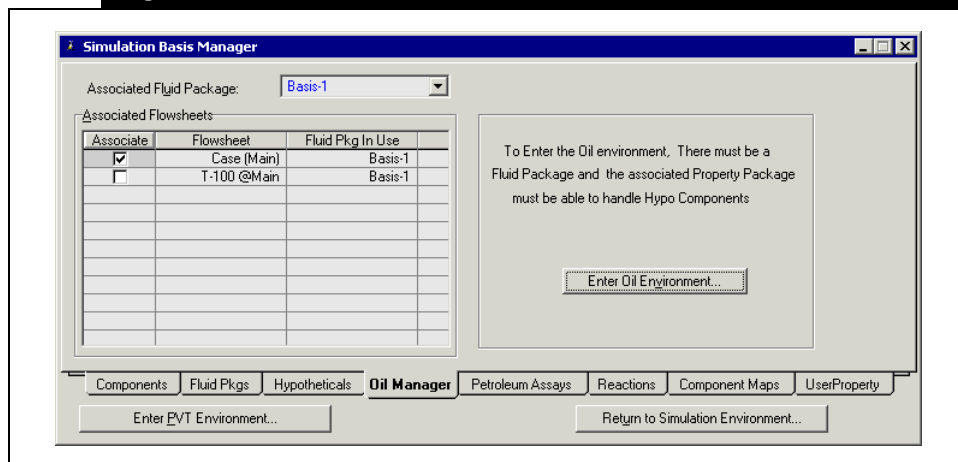 Simulation Basis Manager
Associated Fluid Package: Basis-1
Associated Flowsheets
Associate Flowsheet Fluid Pkg In Use
Case (Main) Basis-1
T-100 @Main Basis-1
To Enter the Oil environment, There must be a
Fluid Package and the associated Property Package
must be able to handle Hypo Components
Enter Oil Environment...
Components Fluid Pkgs Hypotheticals Oil Manager Petroleum Assays Reactions Component Maps UserProperty
Enter PVT Environment... Return to Simulation Environment...